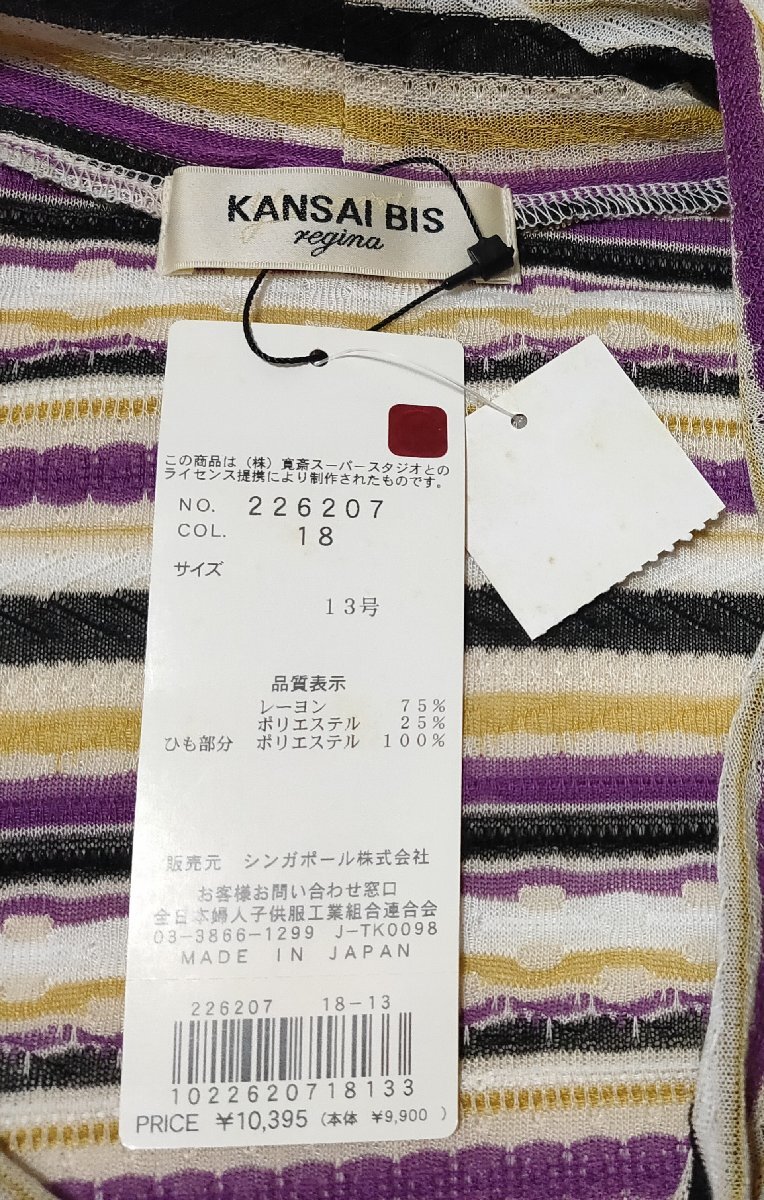 KANSAI BIS
regina
この商品は（株）寛斎スーパースタジオとの
ライセンス提携により制作されたものです。
NO. 226207
COL. 18
サイズ
13号
品質表示
レーヨン 75%
ポリエステル 25%
ひも部分 ポリエステル 100%
販売元 シンガポール株式会社
お客様お問い合わせ窓口
全日本婦人子供服工業組合連合会
03-3866-1299 J-TK0098
MADE IN JAPAN
226207 18-13
1022620718133
PRICE ¥10,395 (本体 ¥9,900)